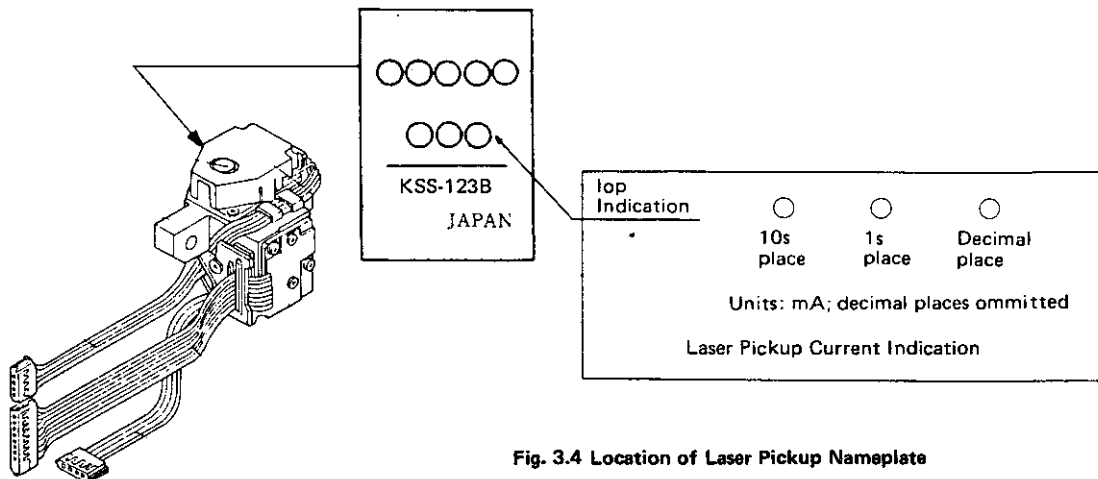 KSS-123B
JAPAN
Iop
Indication
10s
place
1s
place
Decimal
place
Units: mA; decimal places ommitted
Laser Pickup Current Indication
Fig. 3.4 Location of Laser Pickup Nameplate